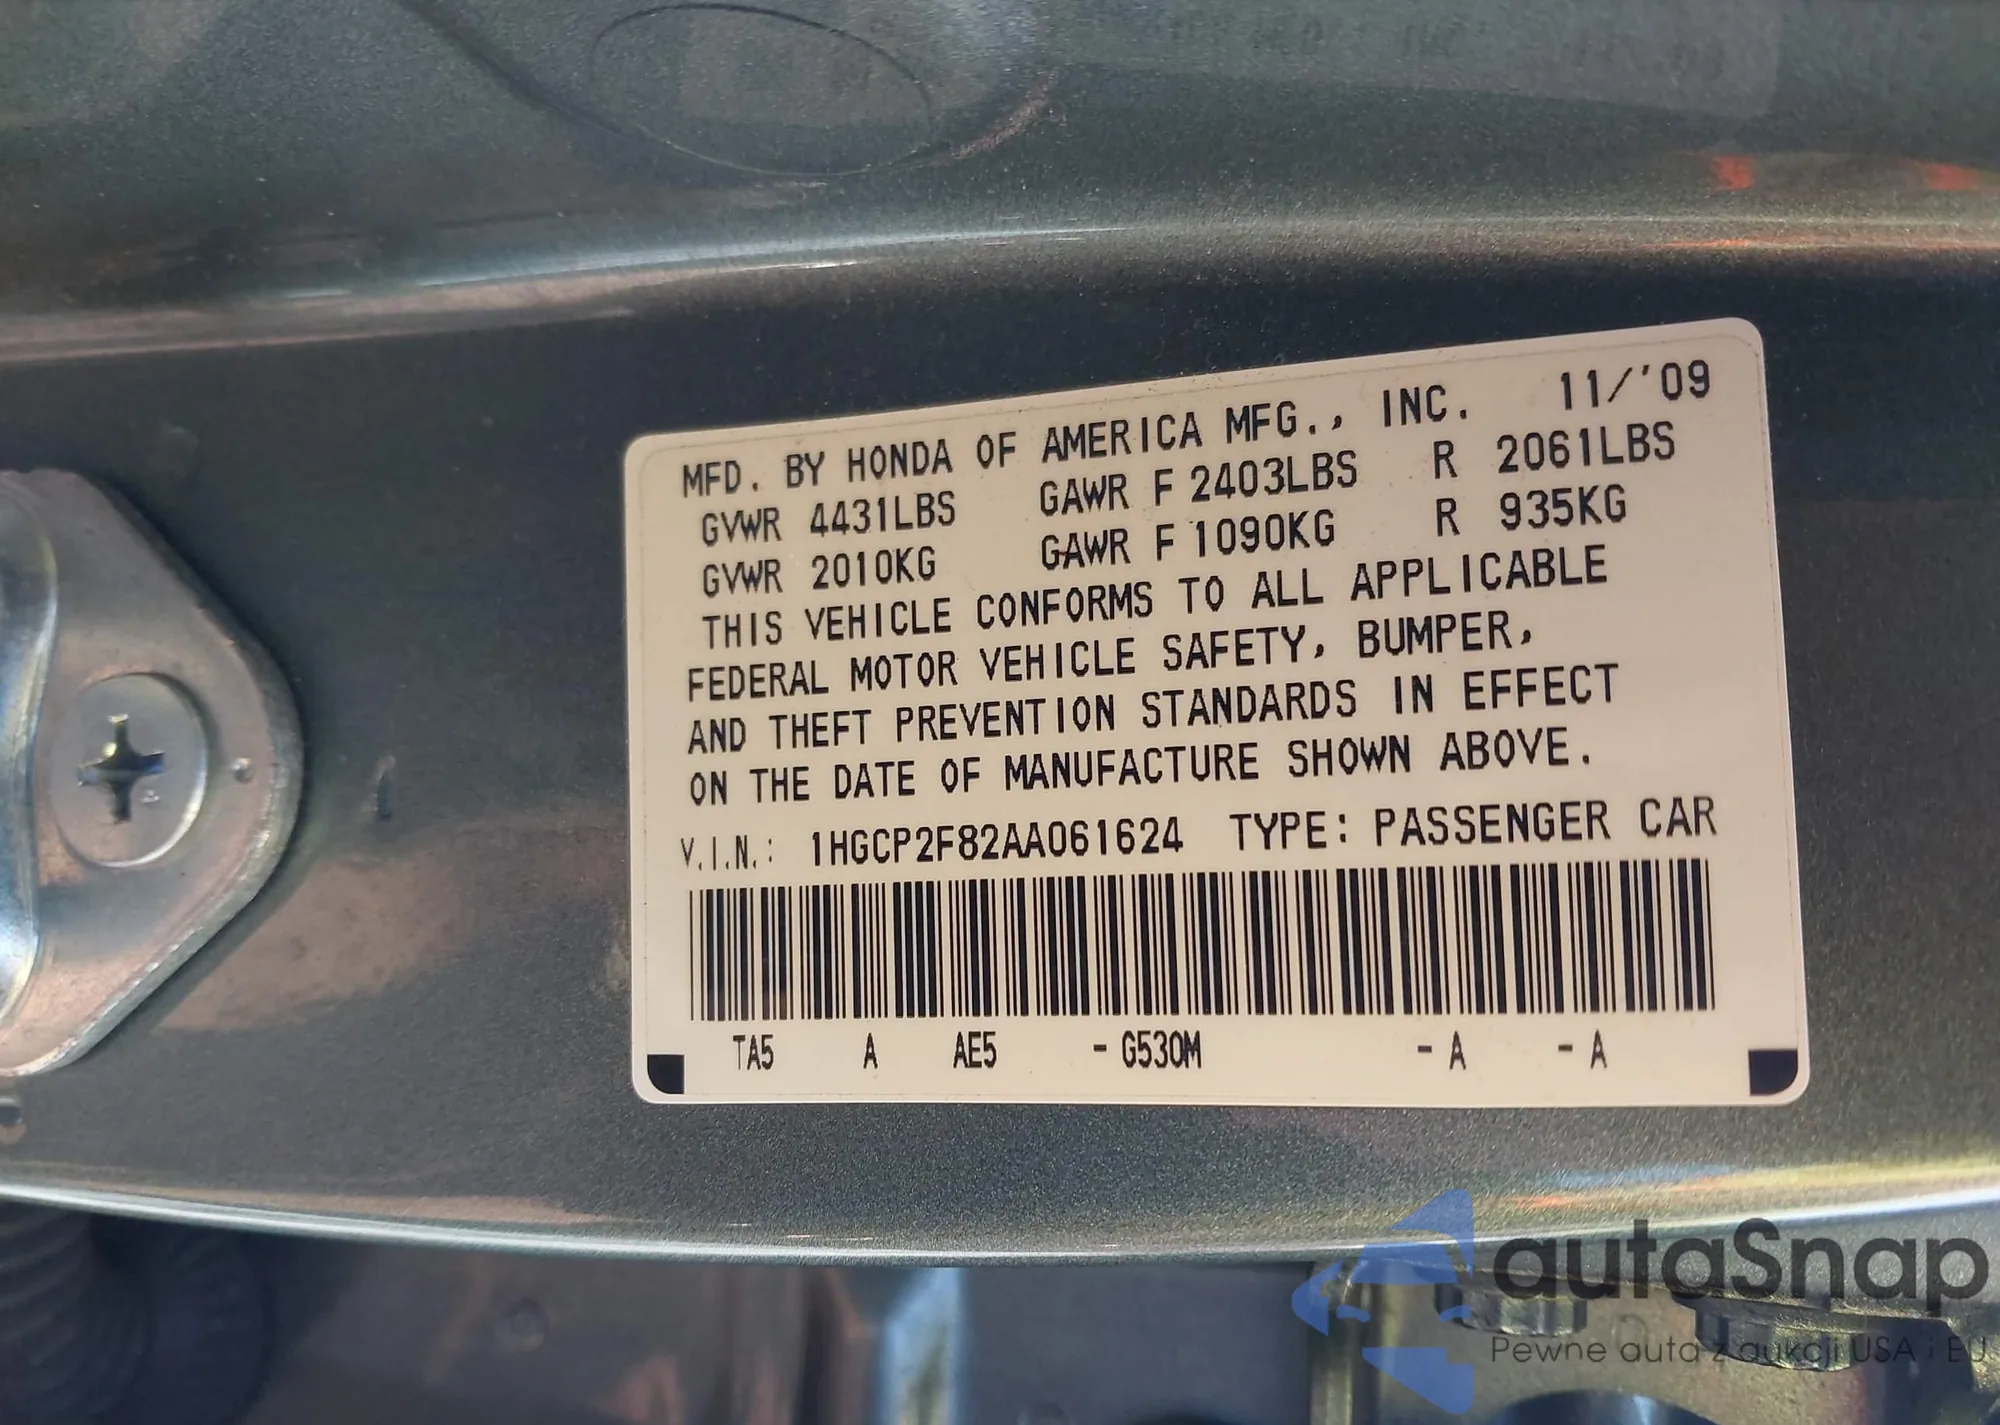 MFD. BY HONDA OF AMERICA MFG., INC. 11/'09
GVWR 4431LBS GAWR F 2403LBS R 2061LBS
GVWR 2010KG GAWR F 1090KG R 935KG
THIS VEHICLE CONFORMS TO ALL APPLICABLE
FEDERAL MOTOR VEHICLE SAFETY, BUMPER,
AND THEFT PREVENTION STANDARDS IN EFFECT
ON THE DATE OF MANUFACTURE SHOWN ABOVE.
V.I.N.: 1HGCP2F82AA061624 TYPE: PASSENGER CAR
TA5 A AE5 - G530M - A - A
autaSnap
Pewne auta z aukcji USA i EU